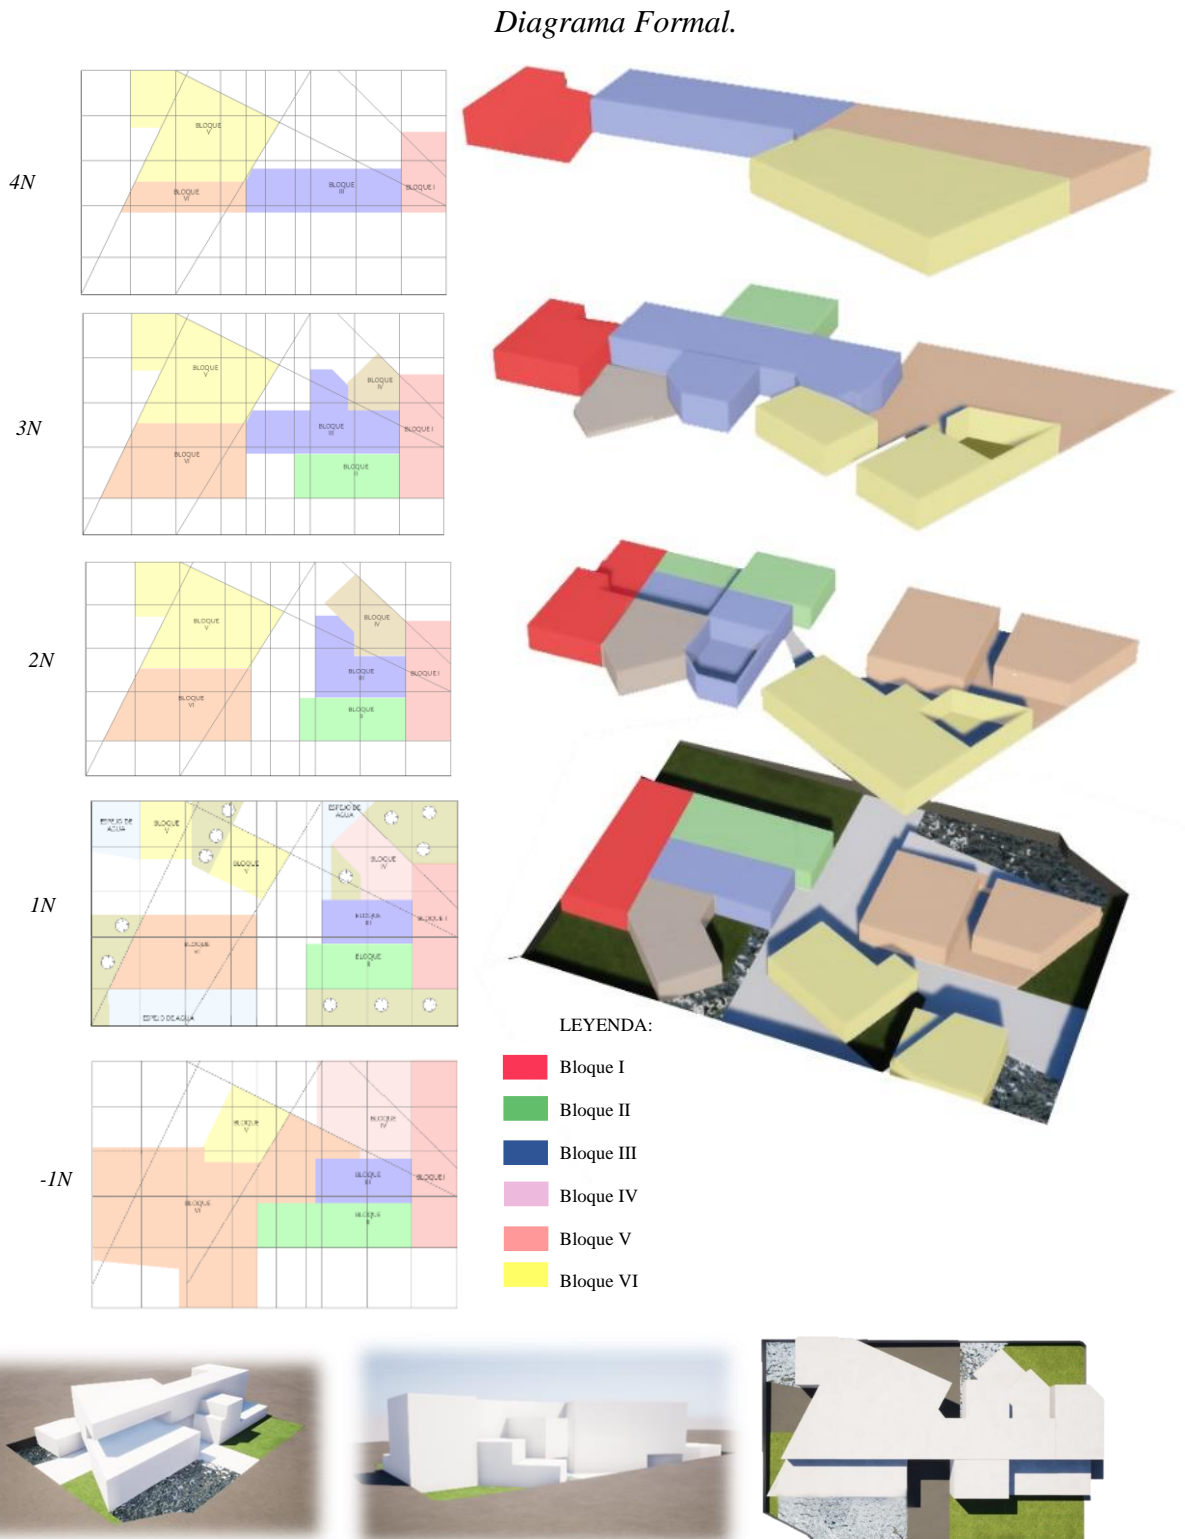 Diagrama Formal.
4N
BLOQUE
V
BLOQUE
VI
BLOQUE
III
BLOQUE I
3N
BLOQUE
V
BLOQUE
IV
BLOQUE
VI
BLOQUE
III
BLOQUE I
BLOQUE
II
2N
BLOQUE
V
BLOQUE
IV
BLOQUE
III
BLOQUE I
BLOQUE
VI
BLOQUE
II
1N
ESPEJO DE
AGUA
BLOQUE
V
ESPEJO DE
AGUA
BLOQUE
V
BLOQUE
IV
BLOQUE
III
BLOQUE I
BLOQUE
VI
BLOQUE
II
ESPEJO DE AGUA
-1N
BLOQUE
V
BLOQUE
IV
BLOQUE
III
BLOQUE I
BLOQUE
VI
BLOQUE
II
LEYENDA:
Bloque I
Bloque II
Bloque III
Bloque IV
Bloque V
Bloque VI